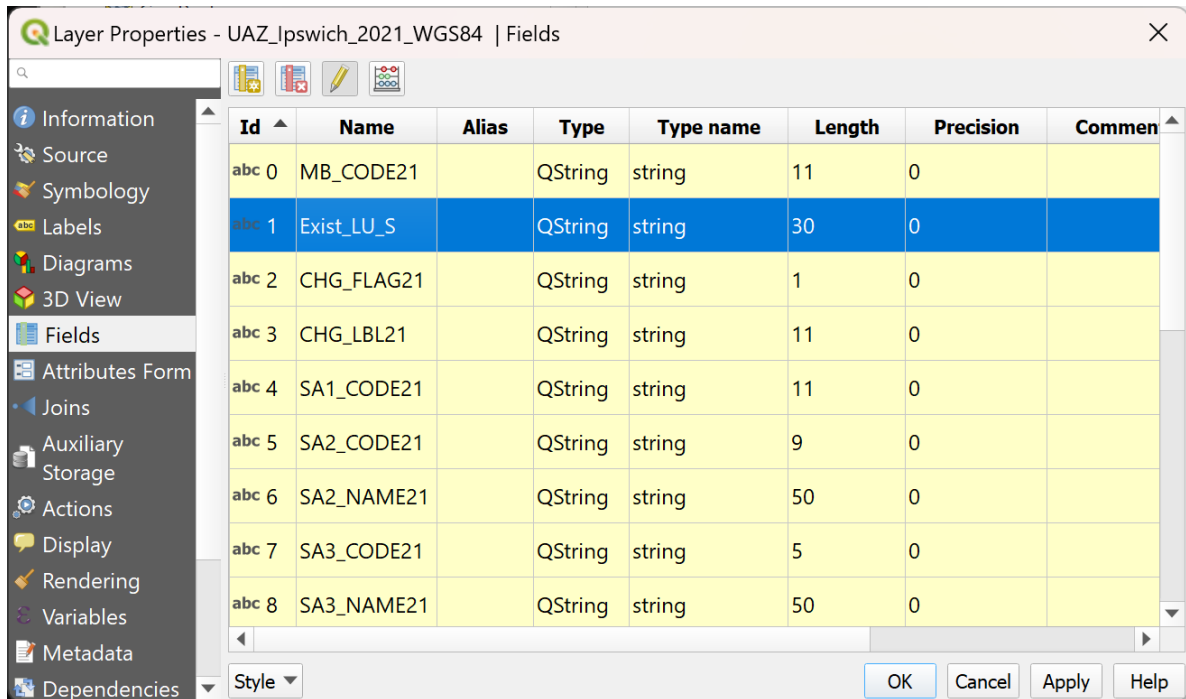 Layer Properties - UAZ_Ipswich_2021_WGS84 | Fields
Information
Source
Symbology
Labels
Diagrams
3D View
Fields
Attributes Form
Joins
Auxiliary
Storage
Actions
Display
Rendering
Variables
Metadata
Dependencies
Id Name Alias Type Type name Length Precision Commen
abc 0 MB_CODE21 QString string 11 0
abc 1 Exist_LU_S QString string 30 0
abc 2 CHG_FLAG21 QString string 1 0
abc 3 CHG_LBL21 QString string 11 0
abc 4 SA1_CODE21 QString string 11 0
abc 5 SA2_CODE21 QString string 9 0
abc 6 SA2_NAME21 QString string 50 0
abc 7 SA3_CODE21 QString string 5 0
abc 8 SA3_NAME21 QString string 50 0
Style OK Cancel Apply Help